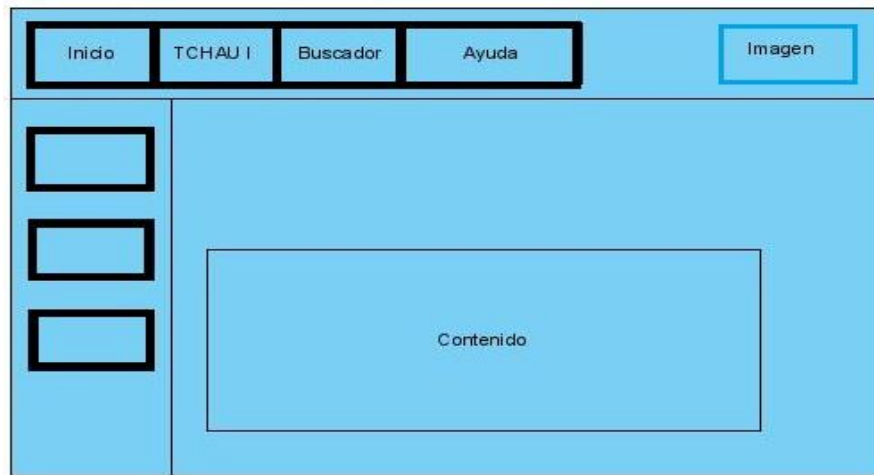 Inicio
TCHAU I
Buscador
Ayuda
Imagen
Contenido